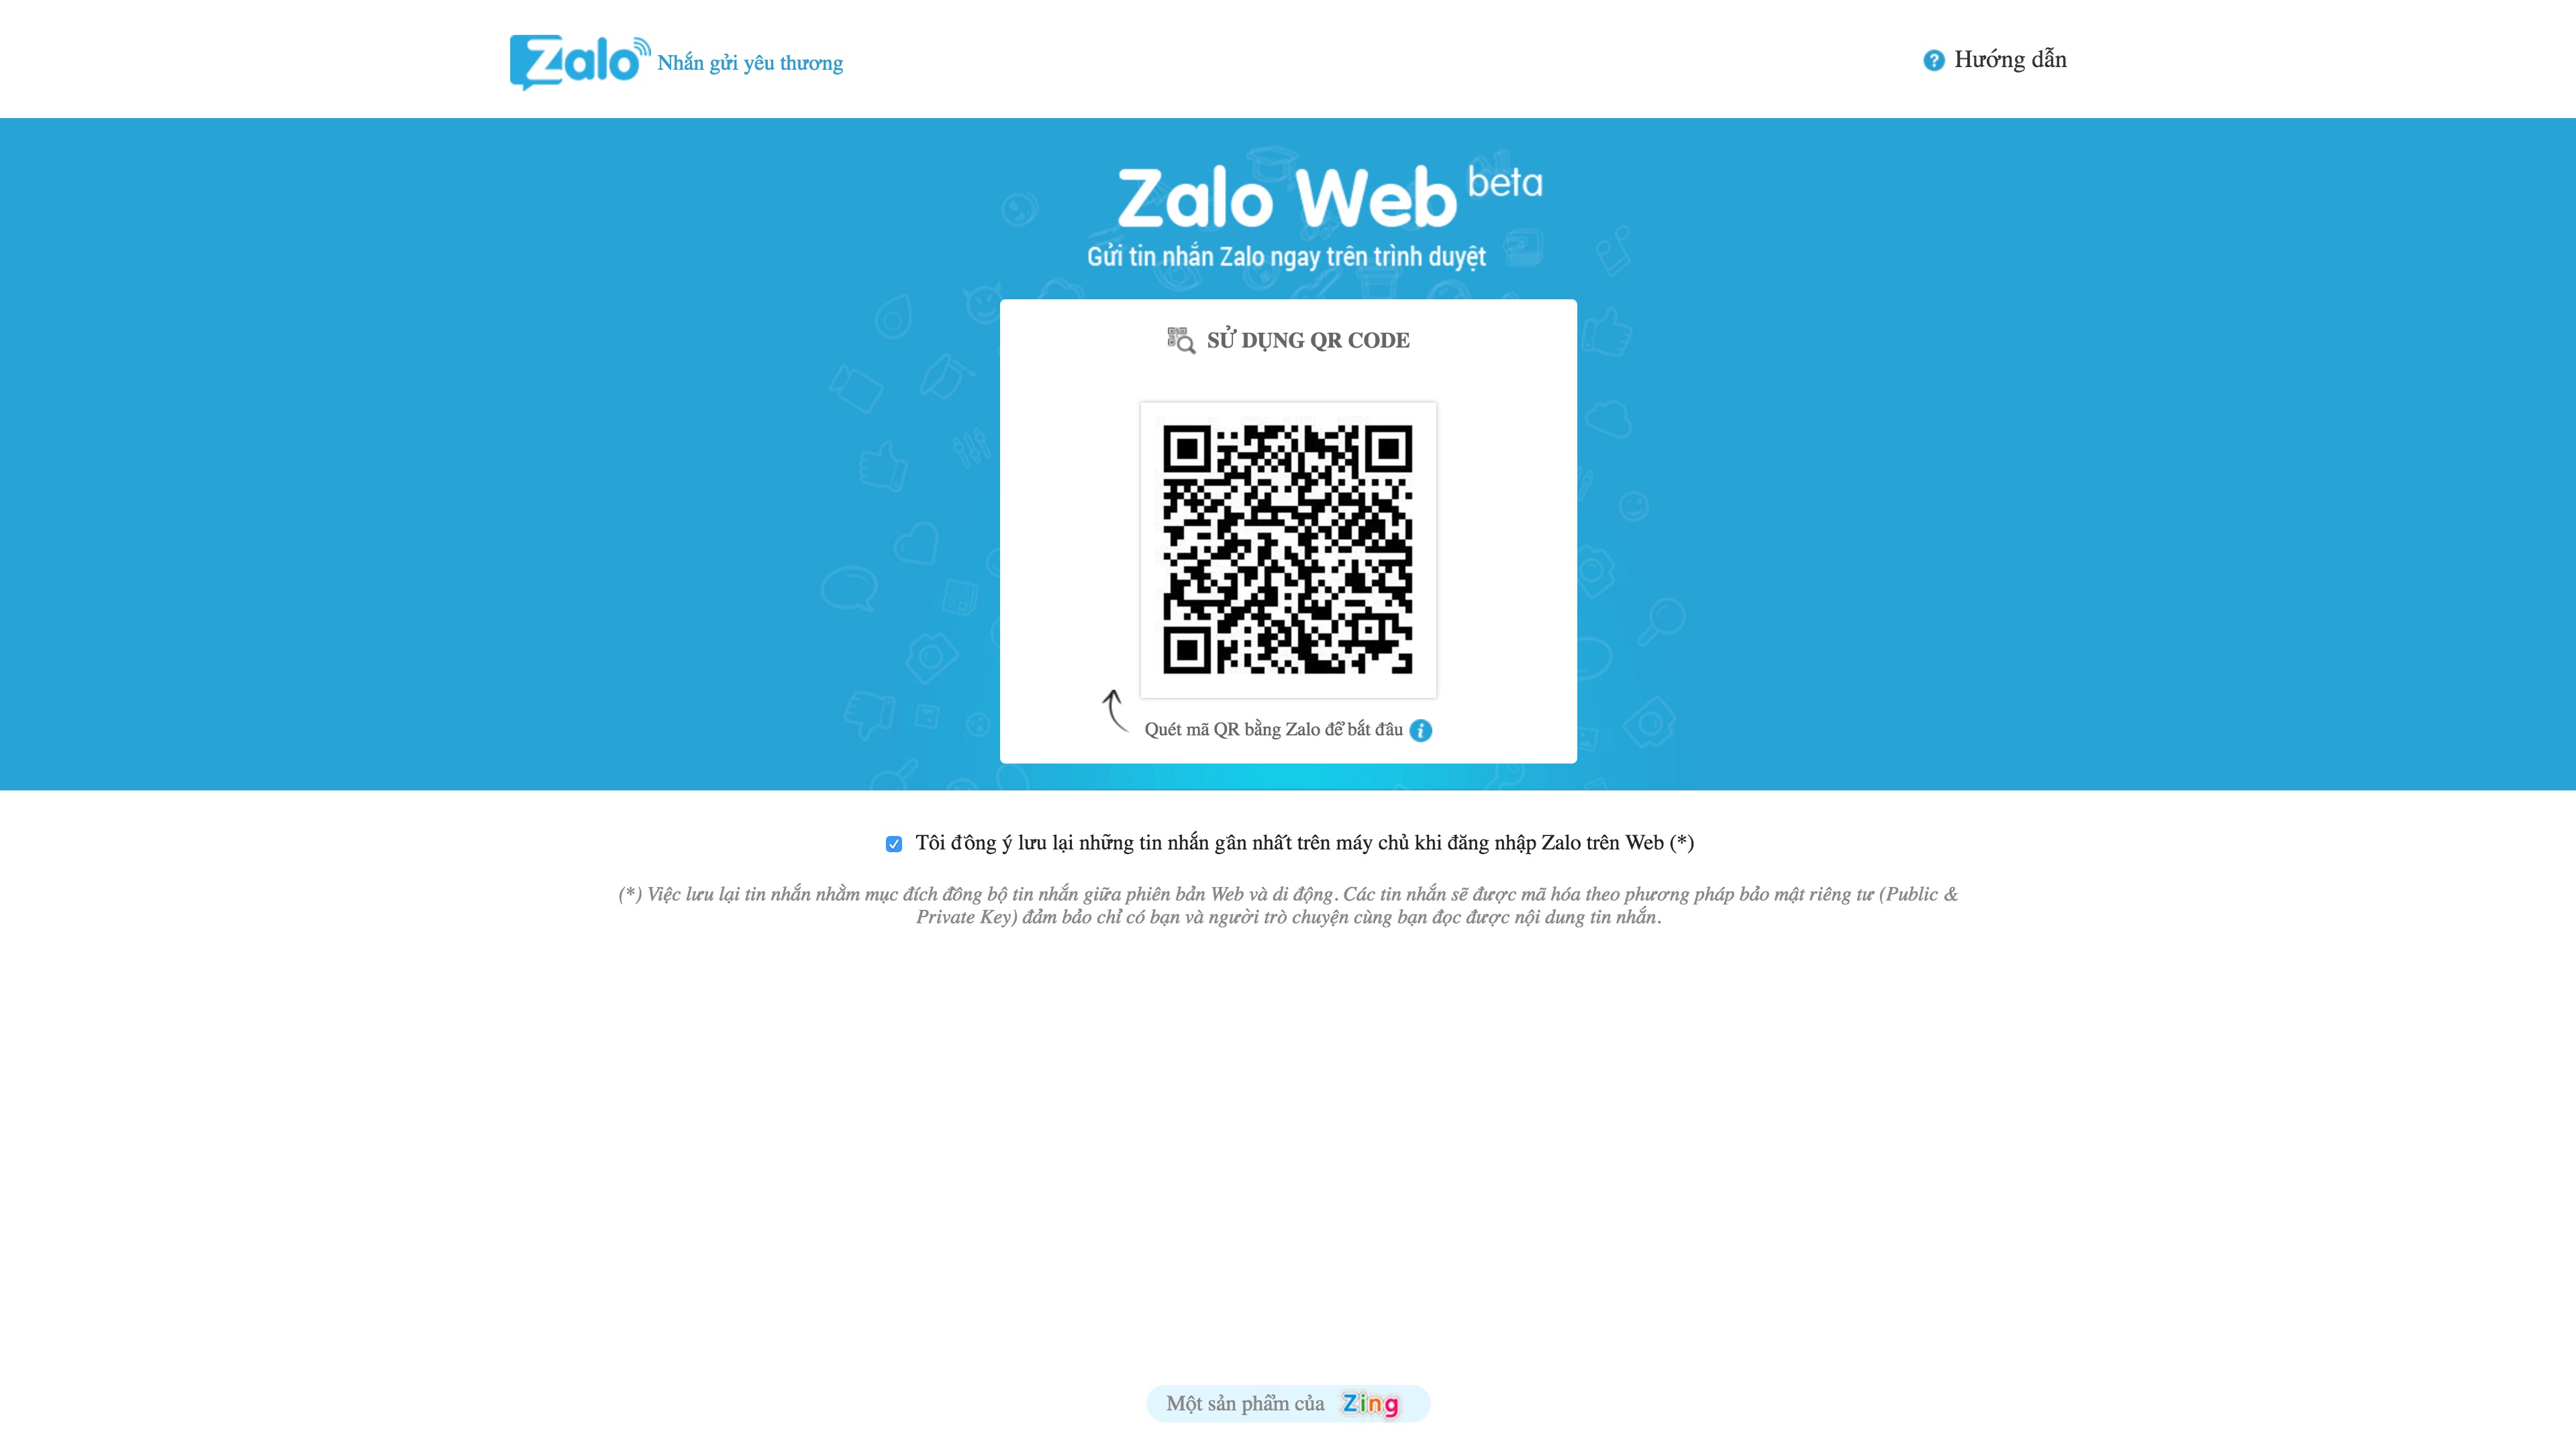 Zalo Nhắn gửi yêu thương
Hướng dẫn
Zalo Web beta
Gửi tin nhắn Zalo ngay trên trình duyệt
SỬ DỤNG QR CODE
Quét mã QR bằng Zalo để bắt đầu
Tôi đồng ý lưu lại những tin nhắn gần nhất trên máy chủ khi đăng nhập Zalo trên Web (*)
(*) Việc lưu lại tin nhắn nhằm mục đích đồng bộ tin nhắn giữa phiên bản Web và di động. Các tin nhắn sẽ được mã hóa theo phương pháp bảo mật riêng tư (Public &
Private Key) đảm bảo chỉ có bạn và người trò chuyện cùng bạn đọc được nội dung tin nhắn.
Một sản phẩm của Zing